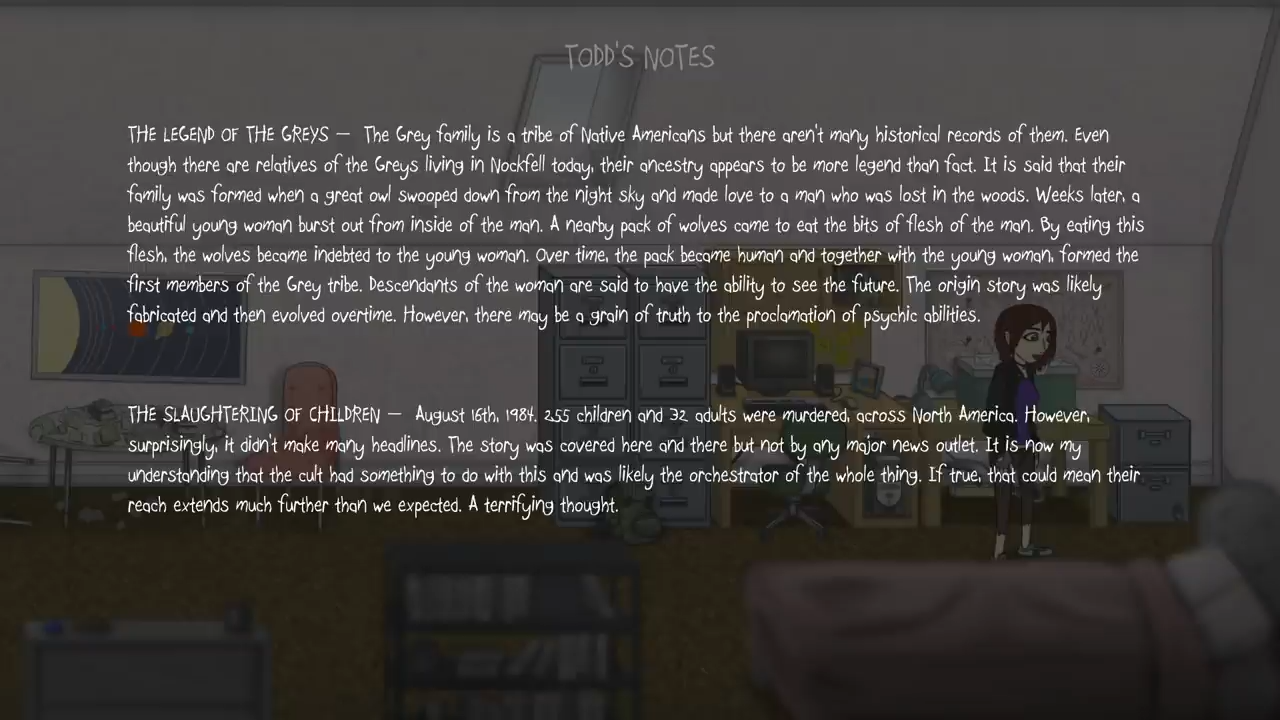 TODD'S NOTES
THE LEGEND OF THE GREYS — The Grey family is a tribe of Native Americans but there aren't many historical records of them. Even
though there are relatives of the Greys living in Nockfell today, their ancestry appears to be more legend than fact. It is said that their
family was formed when a great owl swooped down from the night sky and made love to a man who was lost in the woods. Weeks later, a
beautiful young woman burst out from inside of the man. A nearby pack of wolves came to eat the bits of flesh of the man. By eating this
flesh, the wolves became indebted to the young woman. Over time, the pack became human and together with the young woman, formed the
first members of the Grey tribe. Descendants of the woman are said to have the ability to see the future. The origin story was likely
fabricated and then evolved overtime. However, there may be a grain of truth to the proclamation of psychic abilities.
THE SLAUGHTERING OF CHILDREN — August 16th, 1984. 255 children and 32 adults were murdered, across North America. However,
surprisingly, it didn't make many headlines. The story was covered here and there but not by any major news outlet. It is now my
understanding that the cult had something to do with this and was likely the orchestrator of the whole thing. If true, that could mean their
reach extends much further than we expected. A terrifying thought.